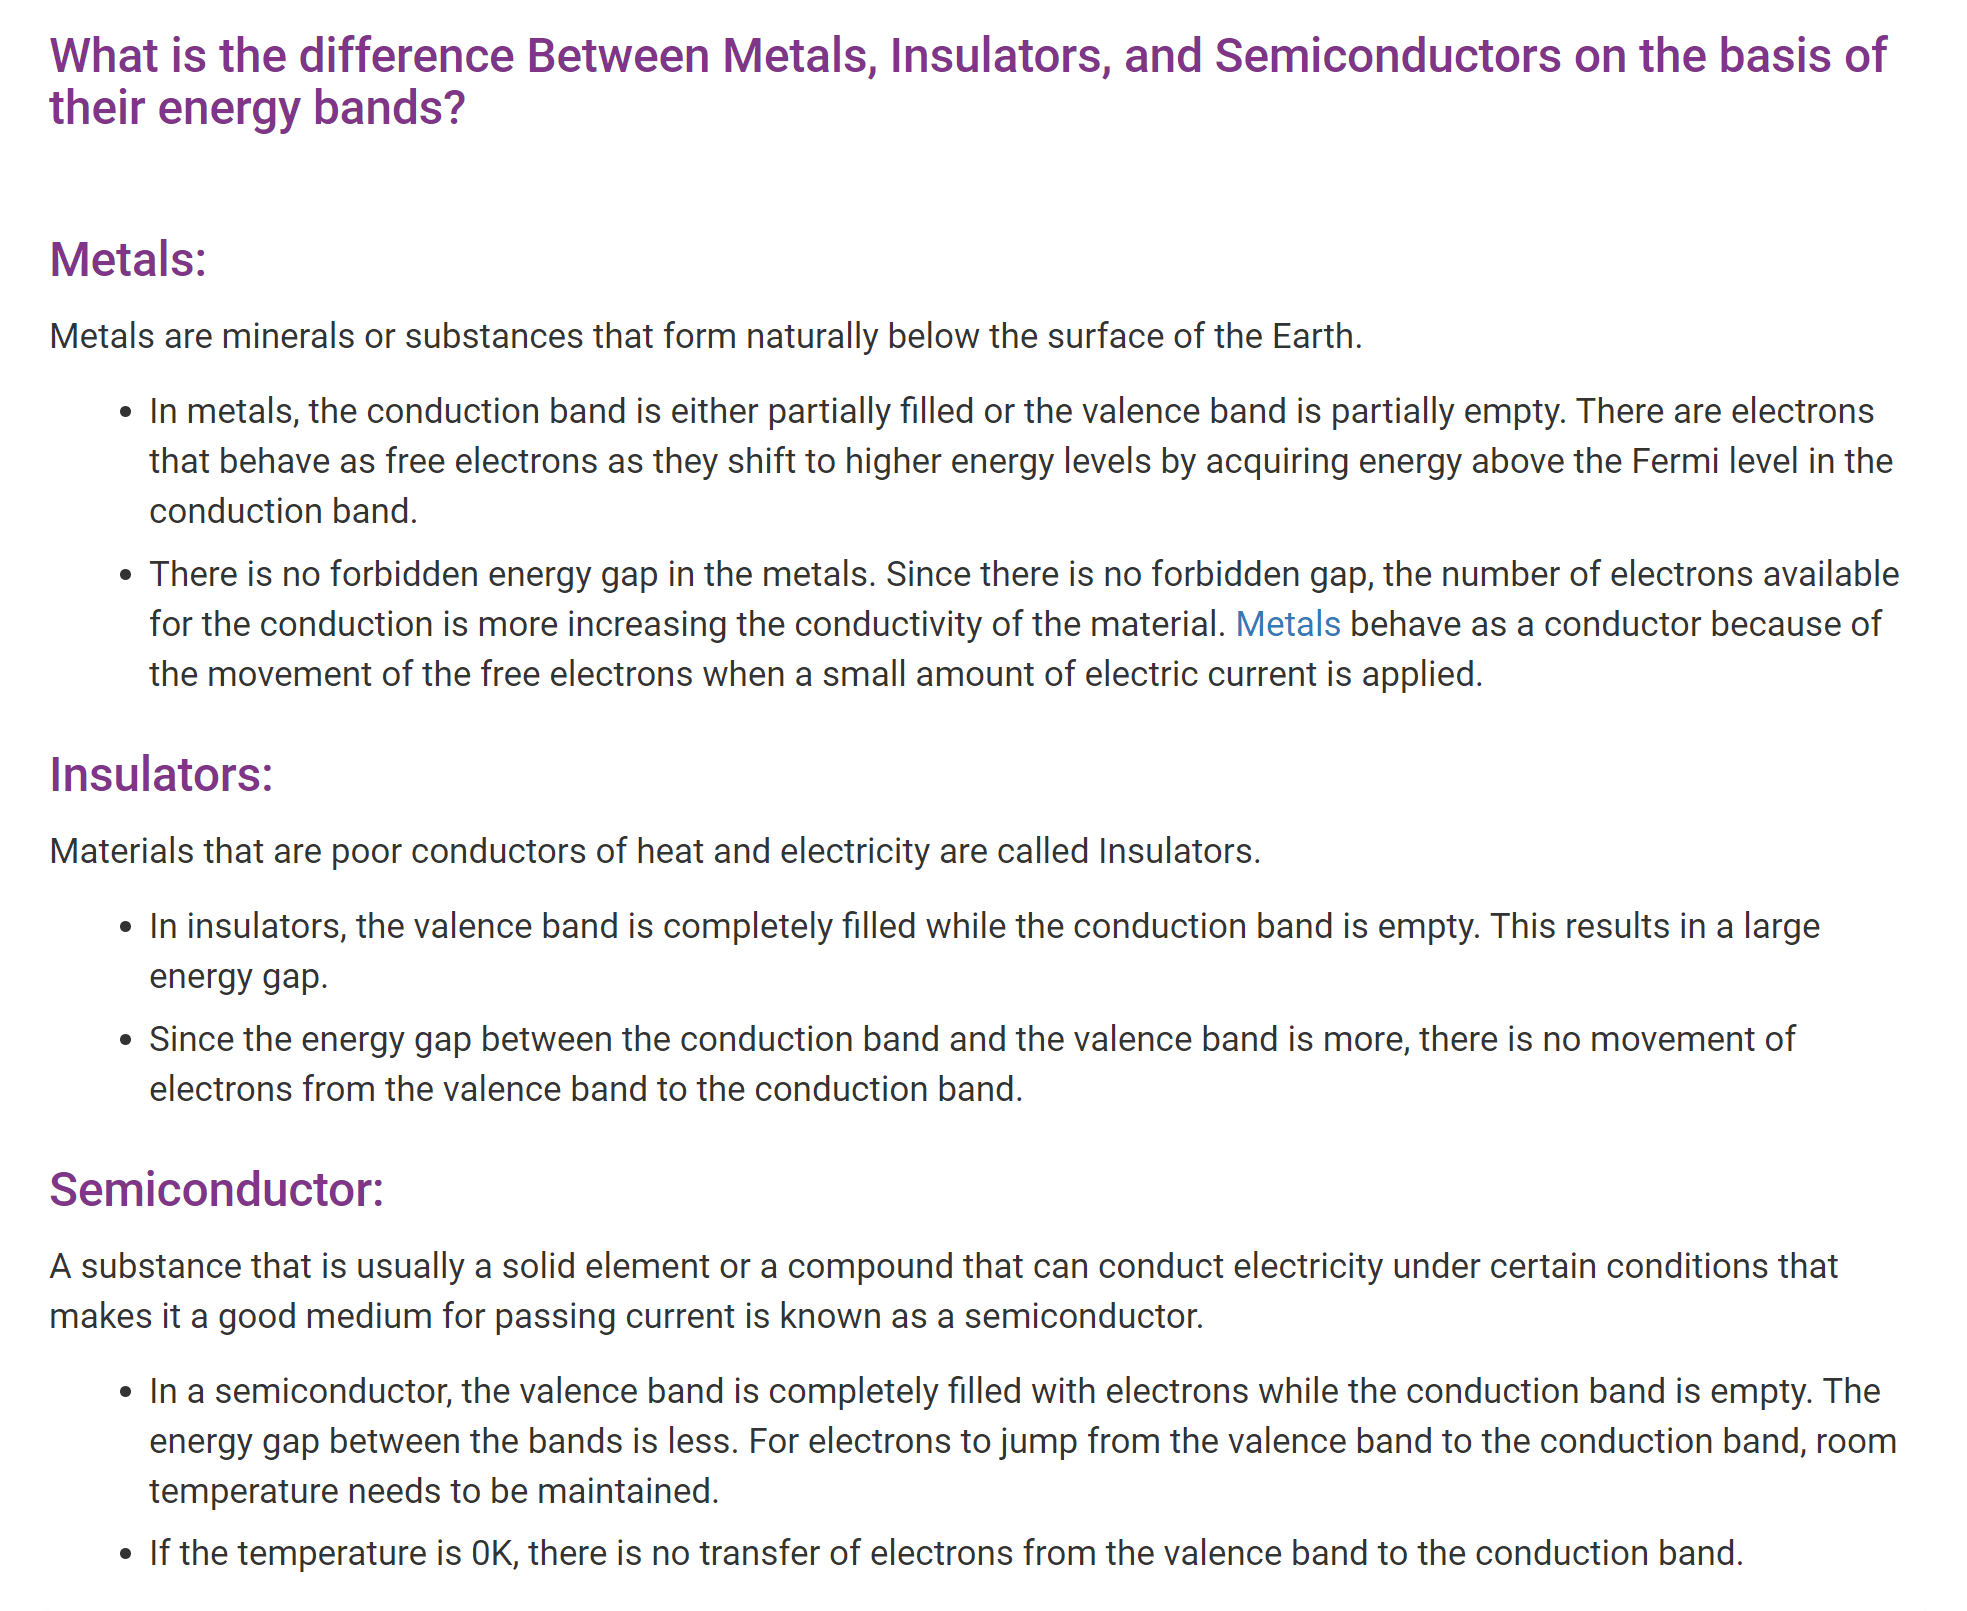 What is the difference Between Metals, Insulators, and Semiconductors on the basis of
their energy bands?
Metals:
Metals are minerals or substances that form naturally below the surface of the Earth.
• In metals, the conduction band is either partially filled or the valence band is partially empty. There are electrons
that behave as free electrons as they shift to higher energy levels by acquiring energy above the Fermi level in the
conduction band.
• There is no forbidden energy gap in the metals. Since there is no forbidden gap, the number of electrons available
for the conduction is more increasing the conductivity of the material. Metals behave as a conductor because of
the movement of the free electrons when a small amount of electric current is applied.
Insulators:
Materials that are poor conductors of heat and electricity are called Insulators.
• In insulators, the valence band is completely filled while the conduction band is empty. This results in a large
energy gap.
• Since the energy gap between the conduction band and the valence band is more, there is no movement of
electrons from the valence band to the conduction band.
Semiconductor:
A substance that is usually a solid element or a compound that can conduct electricity under certain conditions that
makes it a good medium for passing current is known as a semiconductor.
• In a semiconductor, the valence band is completely filled with electrons while the conduction band is empty. The
energy gap between the bands is less. For electrons to jump from the valence band to the conduction band, room
temperature needs to be maintained.
• If the temperature is 0K, there is no transfer of electrons from the valence band to the conduction band.